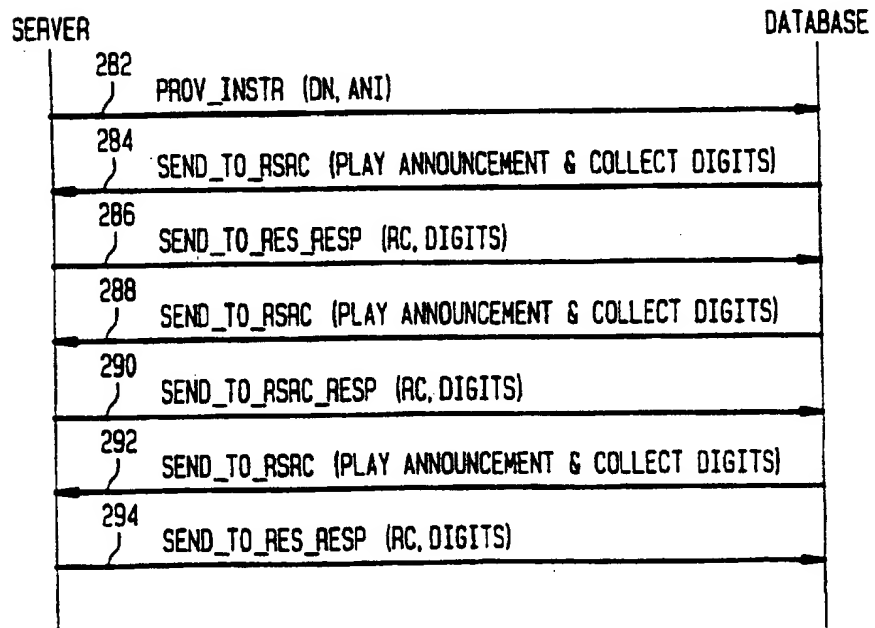 SERVER
DATABASE
282
PROV_INSTR (DN, ANI)
284
SEND_TO_RSRC (PLAY ANNOUNCEMENT & COLLECT DIGITS)
286
SEND_TO_RES_RESP (RC, DIGITS)
288
SEND_TO_RSRC (PLAY ANNOUNCEMENT & COLLECT DIGITS)
290
SEND_TO_RSRC_RESP (RC, DIGITS)
292
SEND_TO_RSRC (PLAY ANNOUNCEMENT & COLLECT DIGITS)
294
SEND_TO_RES_RESP (RC, DIGITS)